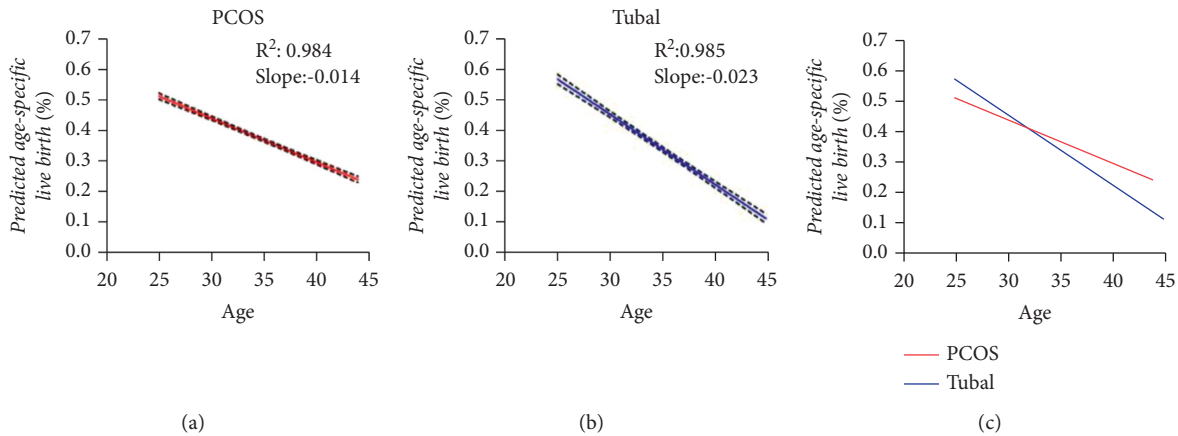 PCOS
R²: 0.984
Slope:-0.014
Predicted age-specific
live birth (%)
0.7
0.6
0.5
0.4
0.3
0.2
0.1
0.0
20 25 30 35 40 45
Age
(a)
Tubal
R²:0.985
Slope:-0.023
Predicted age-specific
live birth (%)
0.7
0.6
0.5
0.4
0.3
0.2
0.1
0.0
20 25 30 35 40 45
Age
(b)
Predicted age-specific
live birth (%)
0.7
0.6
0.5
0.4
0.3
0.2
0.1
0.0
20 25 30 35 40 45
Age
PCOS
Tubal
(c)